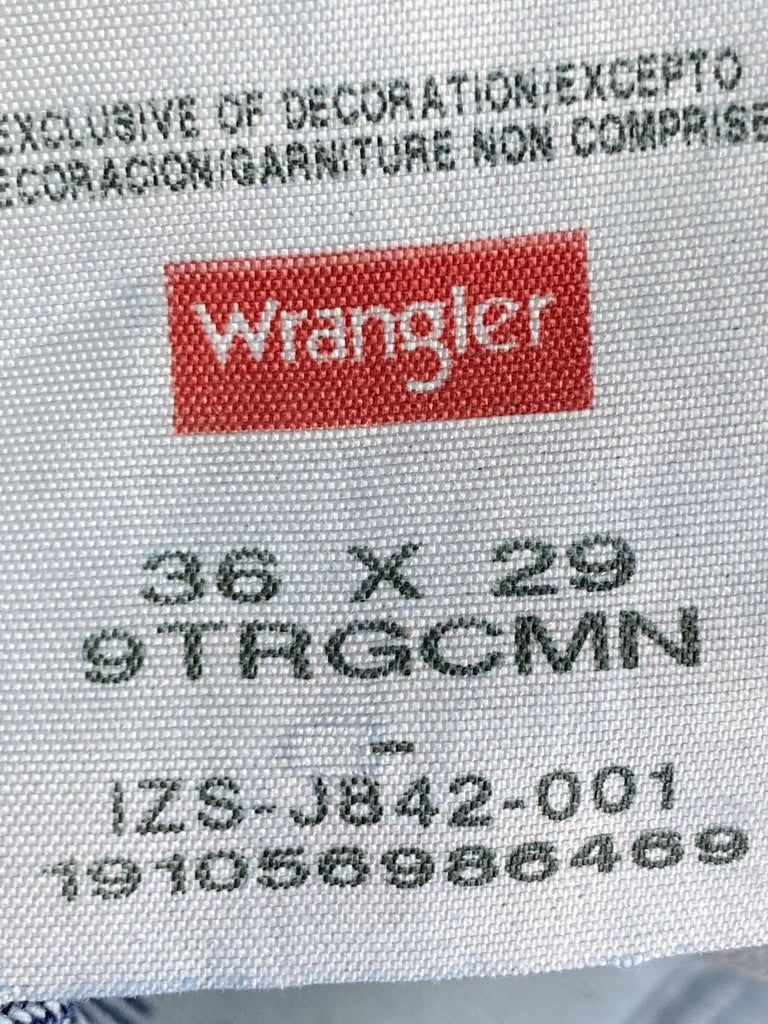 EXCLUSIVE OF DECORATION/EXCEPTO
ECORACION/GARNITURE NON COMPRISE
Wrangler
36 X 29
9TRGCMN
-
IZS-J842-001
191056986469